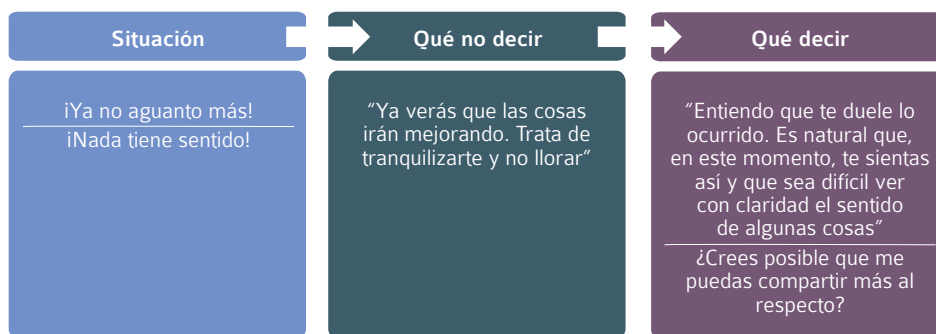 Situación
Qué no decir
Qué decir
¡Ya no aguanto más!
¡Nada tiene sentido!
“Ya verás que las cosas
irán mejorando. Trata de
tranquilizarte y no llorar”
“Entiendo que te duele lo
ocurrido. Es natural que,
en este momento, te sientas
así y que sea difícil ver
con claridad el sentido
de algunas cosas”
¿Crees posible que me
puedas compartir más al
respecto?